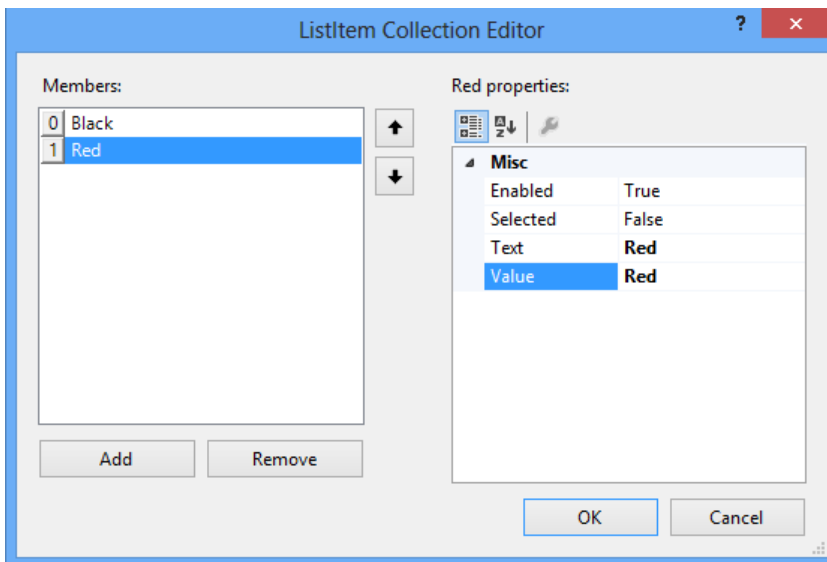 ListItem Collection Editor
?
Members:
0 Black
1 Red
Add Remove
Red properties:
Misc
Enabled True
Selected False
Text Red
Value Red
OK Cancel